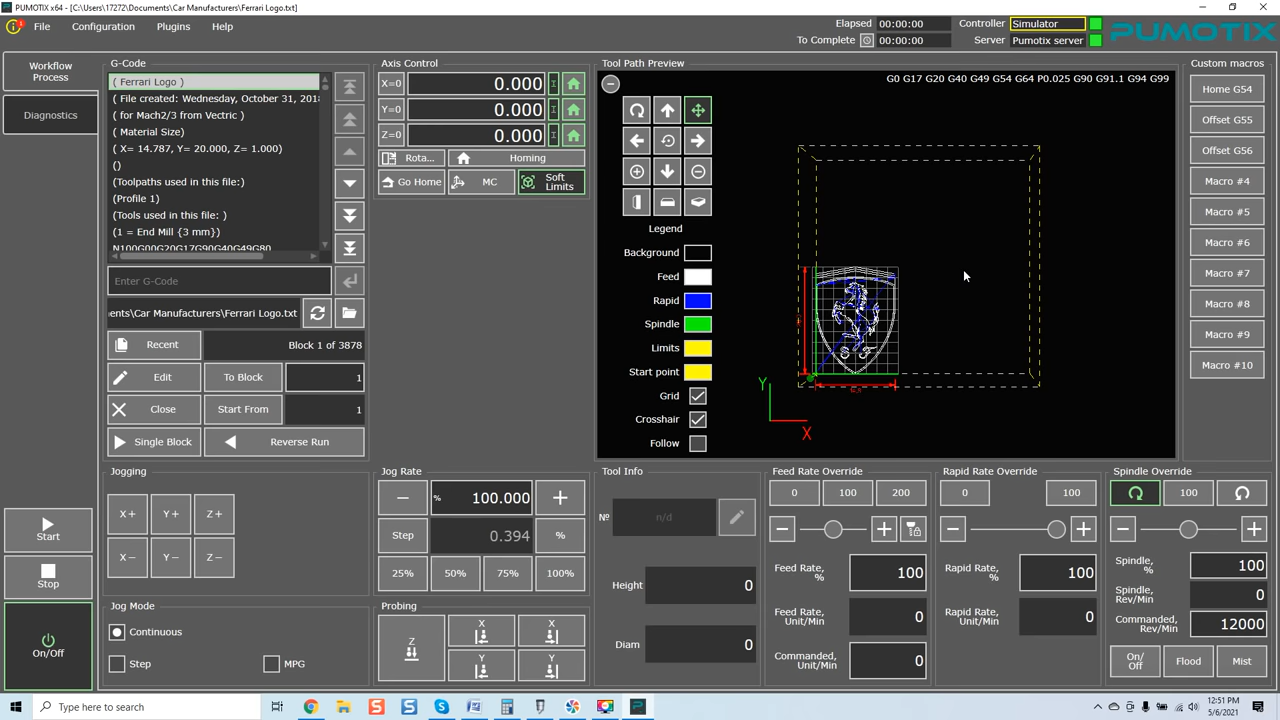 PUMOTIX x64 - [C:\Users\17272\Documents\Car Manufacturers\Ferrari Logo.txt]
File
Configuration
Plugins
Help
Elapsed
00:00:00
Controller
Simulator
To Complete
00:00:00
Server
Pumotix server
PUMOTIX
Workflow
Process
Diagnostics
G-Code
( Ferrari Logo )
( File created: Wednesday, October 31, 201
( for Mach2/3 from Vectric )
( Material Size)
( X= 14.787, Y= 20.000, Z= 1.000)
()
(Toolpaths used in this file:)
(Profile 1)
(Tools used in this file: )
(1 = End Mill {3 mm})
N100G00G20G17G90G40G49G80
Enter G-Code
ents/Car Manufacturers/Ferrari Logo.txt
Recent
Block 1 of 3878
Edit
To Block
1
Close
Start From
1
Single Block
Reverse Run
Axis Control
X=0
0.000
Y=0
0.000
Z=0
0.000
Rota...
Homing
Go Home
MC
Soft
Limits
Tool Path Preview
G0 G17 G20 G40 G49 G54 G64 P0.025 G90 G91.1 G94 G99
Legend
Background
Feed
Rapid
Spindle
Limits
Start point
Grid
Crosshair
Follow
Y
X
Custom macros
Home G54
Offset G55
Offset G56
Macro #4
Macro #5
Macro #6
Macro #7
Macro #8
Macro #9
Macro #10
Start
Stop
On/Off
Jogging
X+
Y+
Z+
X-
Y-
Z-
Jog Mode
Continuous
Step
MPG
Jog Rate
%
100.000
Step
0.394
%
25%
50%
75%
100%
Probing
Z
X
X
Y
Y
Tool Info
Nº
n/d
Height
0
Diam
0
Feed Rate Override
0
100
200
Feed Rate,
%
100
Feed Rate,
Unit/Min
0
Commanded,
Unit/Min
0
Rapid Rate Override
0
100
Rapid Rate,
%
100
Rapid Rate,
Unit/Min
0
Spindle Override
100
Spindle,
%
100
Spindle,
Rev/Min
0
Commanded,
Rev/Min
12000
On/
Off
Flood
Mist
Type here to search
12:51 PM
5/6/2021